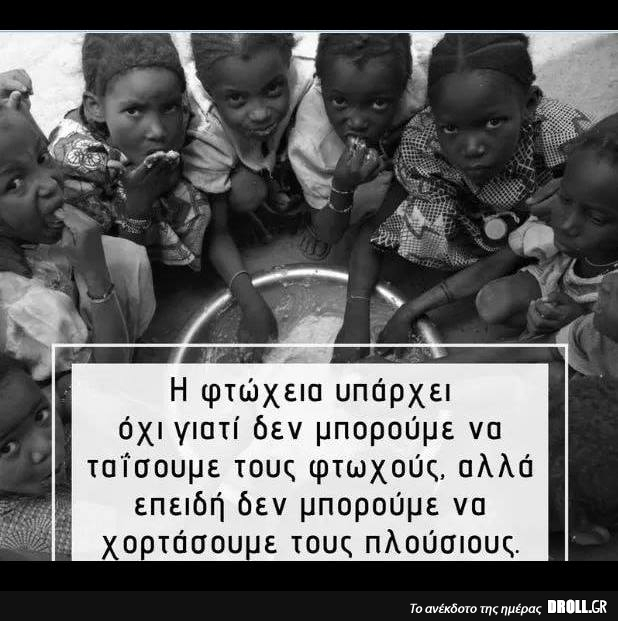 Η φτώχεια υπάρχει
όχι γιατί δεν μπορούμε να
ταΐσουμε τους φτωχούς, αλλά
επειδή δεν μπορούμε να
χορτάσουμε τους πλούσιους.
Το ανέκδοτο της ημέρας DROLL.GR